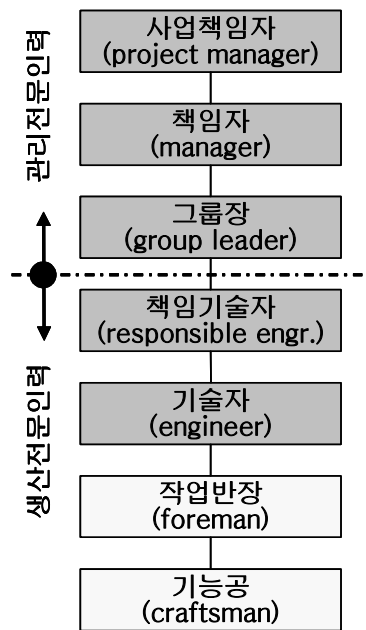 사업책임자
(project manager)
책임자
(manager)
그룹장
(group leader)
책임기술자
(responsible engr.)
기술자
(engineer)
작업반장
(foreman)
기능공
(craftsman)
관리전문인력
생산전문인력